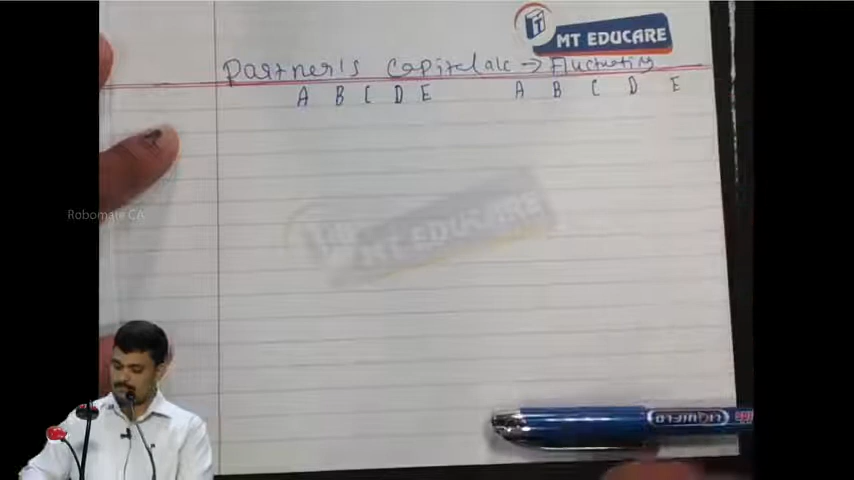 MT EDUCARE
Partner's Capital a/c → Fluctuating
A B C D E A B C D E
MT EDUCARE
Robomate CA